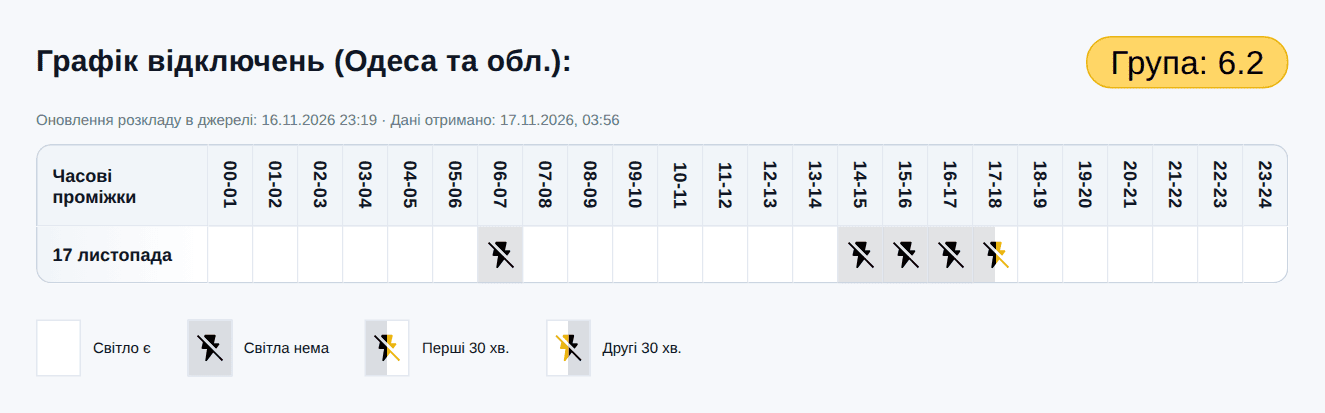 Графік відключень (Одеса та обл.):
Група: 6.2
Оновлення розкладу в джерелі: 16.11.2026 23:19 · Дані отримано: 17.11.2026, 03:56
Часові
проміжки
00-01
01-02
02-03
03-04
04-05
05-06
06-07
07-08
08-09
09-10
10-11
11-12
12-13
13-14
14-15
15-16
16-17
17-18
18-19
19-20
20-21
21-22
22-23
23-24
17 листопада
Світло є
Світла нема
Перші 30 хв.
Другі 30 хв.